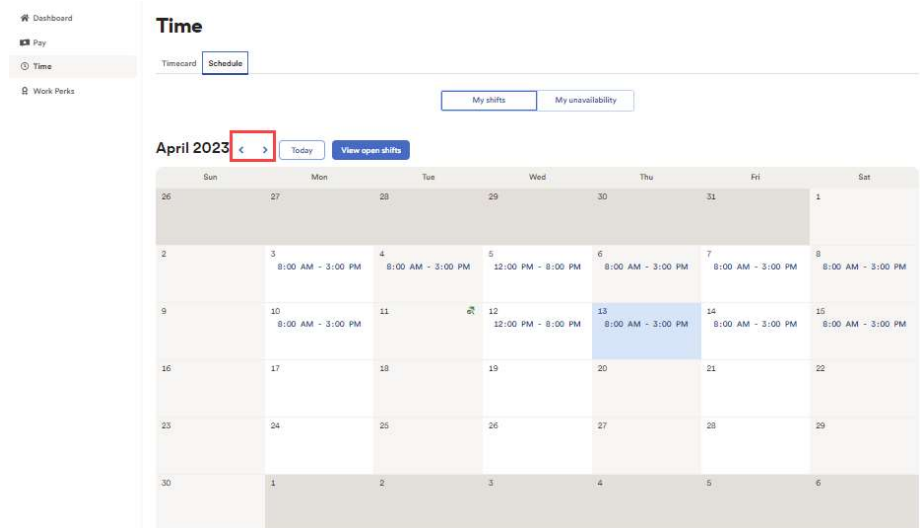 Dashboard
Time
Pay
Time
Timecard Schedule
Work Perks
My shifts My unavailability
April 2023 < > Today View open shifts
Sun Mon Tue Wed Thu Fri Sat
26 27 28 29 30 31 1
2 3 4 5 6 7 8
8:00 AM - 3:00 PM 8:00 AM - 3:00 PM 12:00 PM - 8:00 PM 8:00 AM - 3:00 PM 8:00 AM - 3:00 PM 8:00 AM - 3:00 PM
9 10 11 12 13 14 15
8:00 AM - 3:00 PM 12:00 PM - 8:00 PM 8:00 AM - 3:00 PM 8:00 AM - 3:00 PM 8:00 AM - 3:00 PM
16 17 18 19 20 21 22
23 24 25 26 27 28 29
30 1 2 3 4 5 6